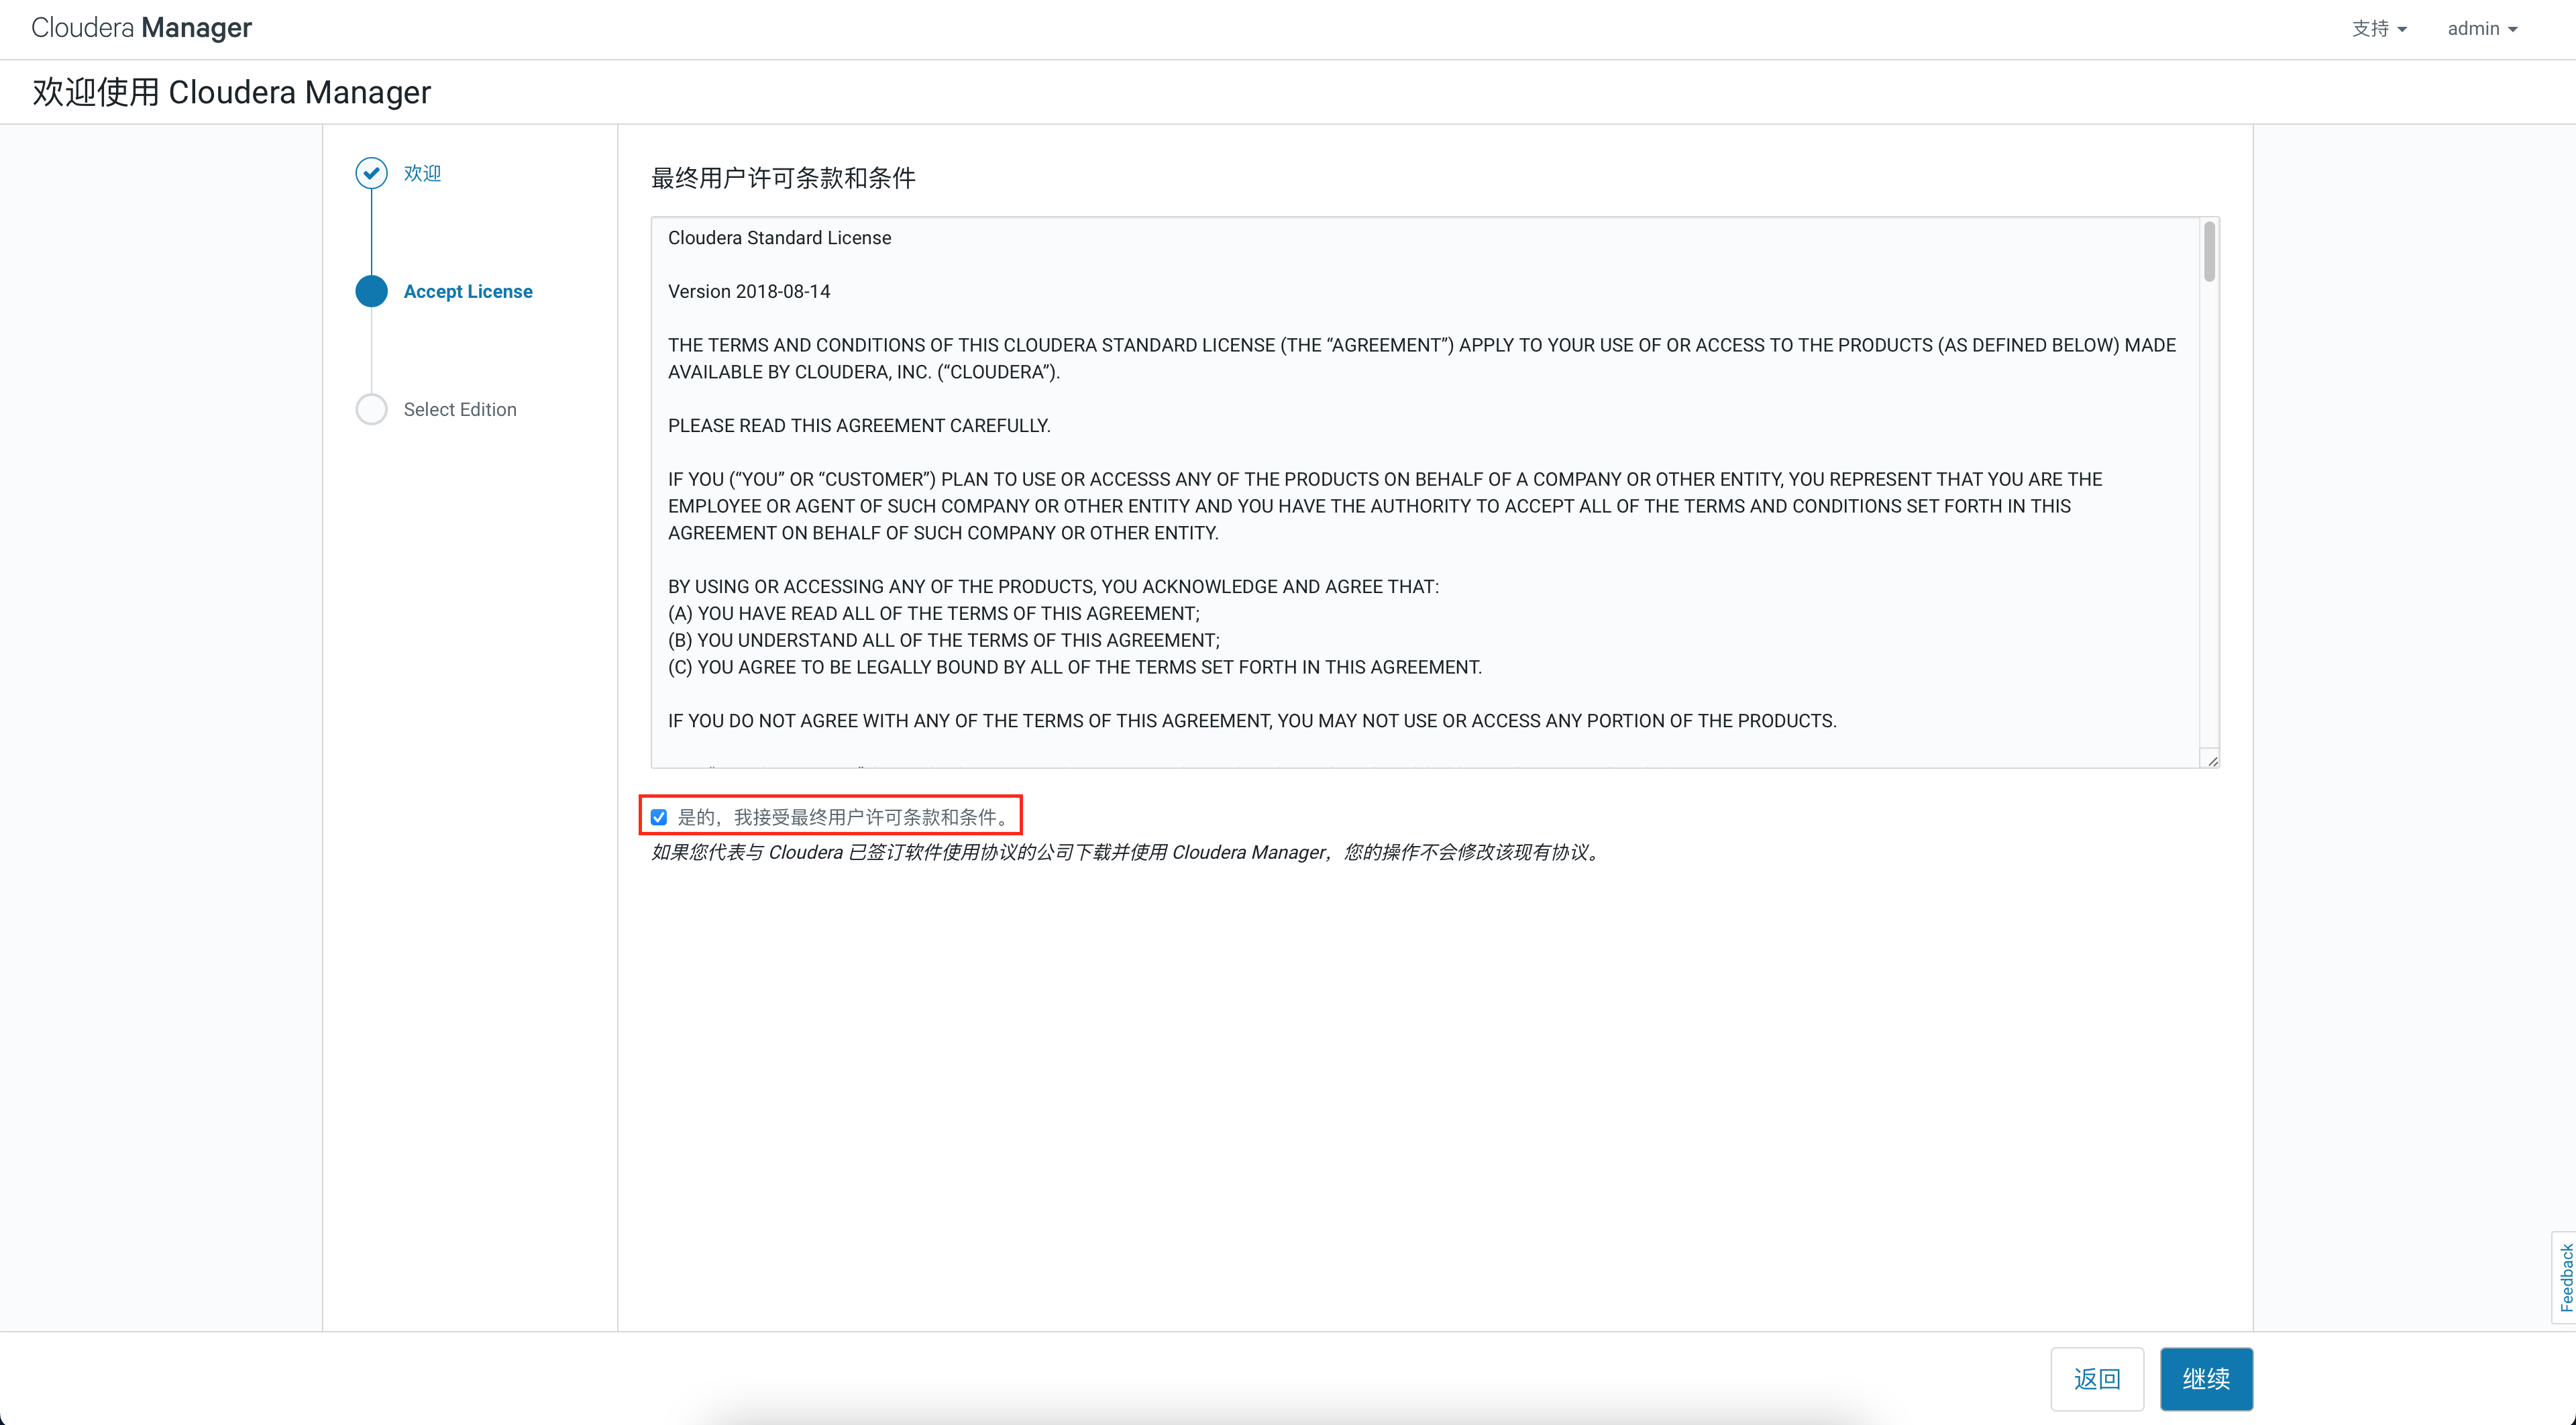 Cloudera Manager
支持
admin
欢迎使用 Cloudera Manager
欢迎
Accept License
Select Edition
最终用户许可条款和条件
Cloudera Standard License
Version 2018-08-14
THE TERMS AND CONDITIONS OF THIS CLOUDERA STANDARD LICENSE (THE “AGREEMENT”) APPLY TO YOUR USE OF OR ACCESS TO THE PRODUCTS (AS DEFINED BELOW) MADE
AVAILABLE BY CLOUDERA, INC. (“CLOUDERA”).
PLEASE READ THIS AGREEMENT CAREFULLY.
IF YOU (“YOU” OR “CUSTOMER”) PLAN TO USE OR ACCESSS ANY OF THE PRODUCTS ON BEHALF OF A COMPANY OR OTHER ENTITY, YOU REPRESENT THAT YOU ARE THE
EMPLOYEE OR AGENT OF SUCH COMPANY OR OTHER ENTITY AND YOU HAVE THE AUTHORITY TO ACCEPT ALL OF THE TERMS AND CONDITIONS SET FORTH IN THIS
AGREEMENT ON BEHALF OF SUCH COMPANY OR OTHER ENTITY.
BY USING OR ACCESSING ANY OF THE PRODUCTS, YOU ACKNOWLEDGE AND AGREE THAT:
(A) YOU HAVE READ ALL OF THE TERMS OF THIS AGREEMENT;
(B) YOU UNDERSTAND ALL OF THE TERMS OF THIS AGREEMENT;
(C) YOU AGREE TO BE LEGALLY BOUND BY ALL OF THE TERMS SET FORTH IN THIS AGREEMENT.
IF YOU DO NOT AGREE WITH ANY OF THE TERMS OF THIS AGREEMENT, YOU MAY NOT USE OR ACCESS ANY PORTION OF THE PRODUCTS.
是的，我接受最终用户许可条款和条件。
如果您代表与 Cloudera 已签订软件使用协议的公司下载并使用 Cloudera Manager，您的操作不会修改该现有协议。
Feedback
返回
继续